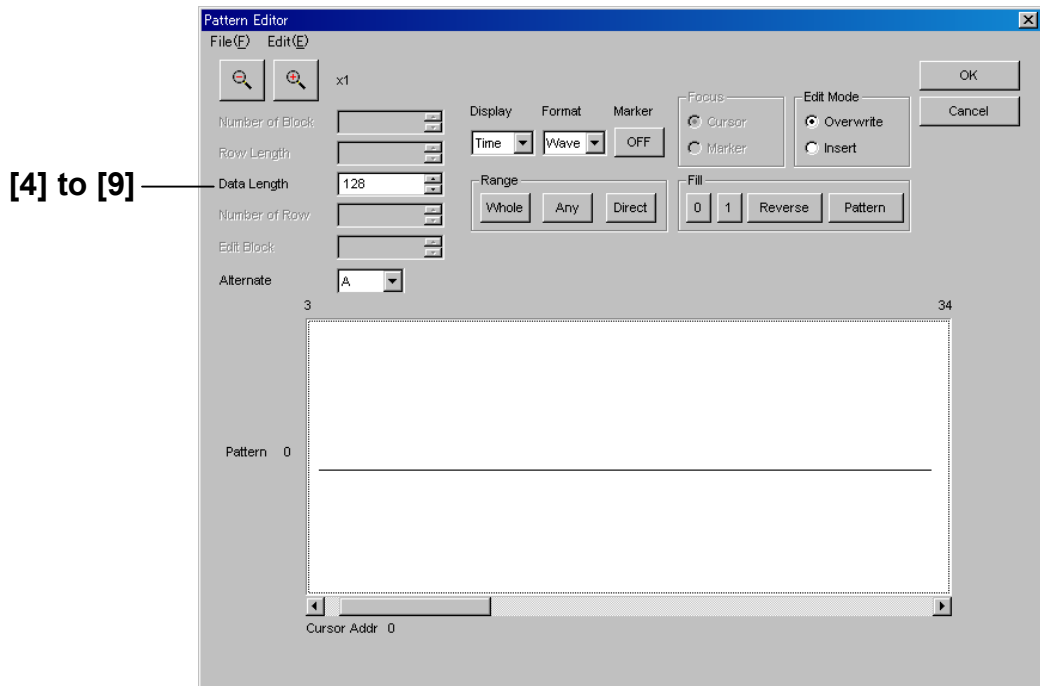 Pattern Editor
File(F) Edit(E)
x1
OK
Cancel
Number of Block
Row Length
[4] to [9]
Data Length 128
Number of Row
Edit Block
Alternate A
Display Format Marker
Time Wave OFF
Focus
Cursor
Marker
Edit Mode
Overwrite
Insert
Range
Whole Any Direct
Fill
0 1 Reverse Pattern
3 34
Pattern 0
Cursor Addr 0